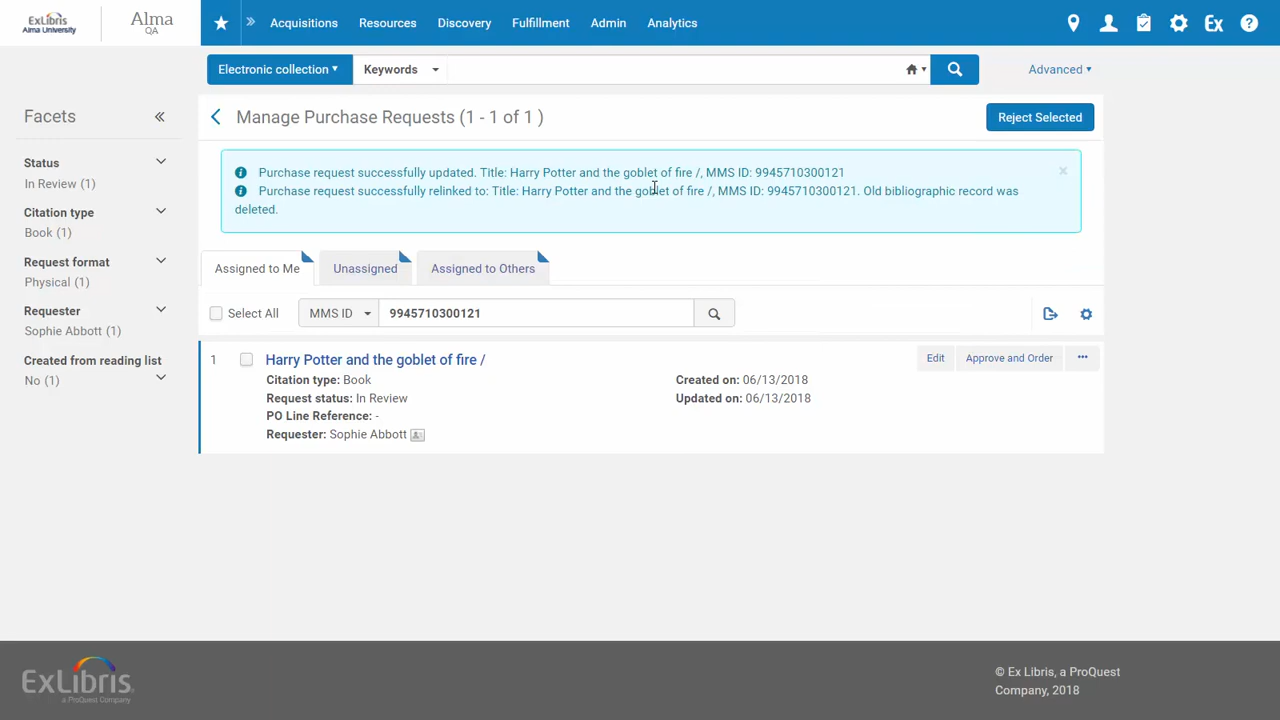 ExLibris
Alma University
Alma
QA
Acquisitions
Resources
Discovery
Fulfillment
Admin
Analytics
Ex
Electronic collection
Keywords
Advanced
Facets
Manage Purchase Requests (1 - 1 of 1 )
Reject Selected
Status
In Review (1)
Citation type
Book (1)
Request format
Physical (1)
Requester
Sophie Abbott (1)
Created from reading list
No (1)
Purchase request successfully updated. Title: Harry Potter and the goblet of fire /, MMS ID: 9945710300121
Purchase request successfully relinked to: Title: Harry Potter and the goblet of fire /, MMS ID: 9945710300121. Old bibliographic record was
deleted.
Assigned to Me
Unassigned
Assigned to Others
Select All
MMS ID
9945710300121
1
Harry Potter and the goblet of fire /
Edit
Approve and Order
Citation type: Book
Created on: 06/13/2018
Request status: In Review
Updated on: 06/13/2018
PO Line Reference: -
Requester: Sophie Abbott
ExLibris
a ProQuest Company
© Ex Libris, a ProQuest
Company, 2018